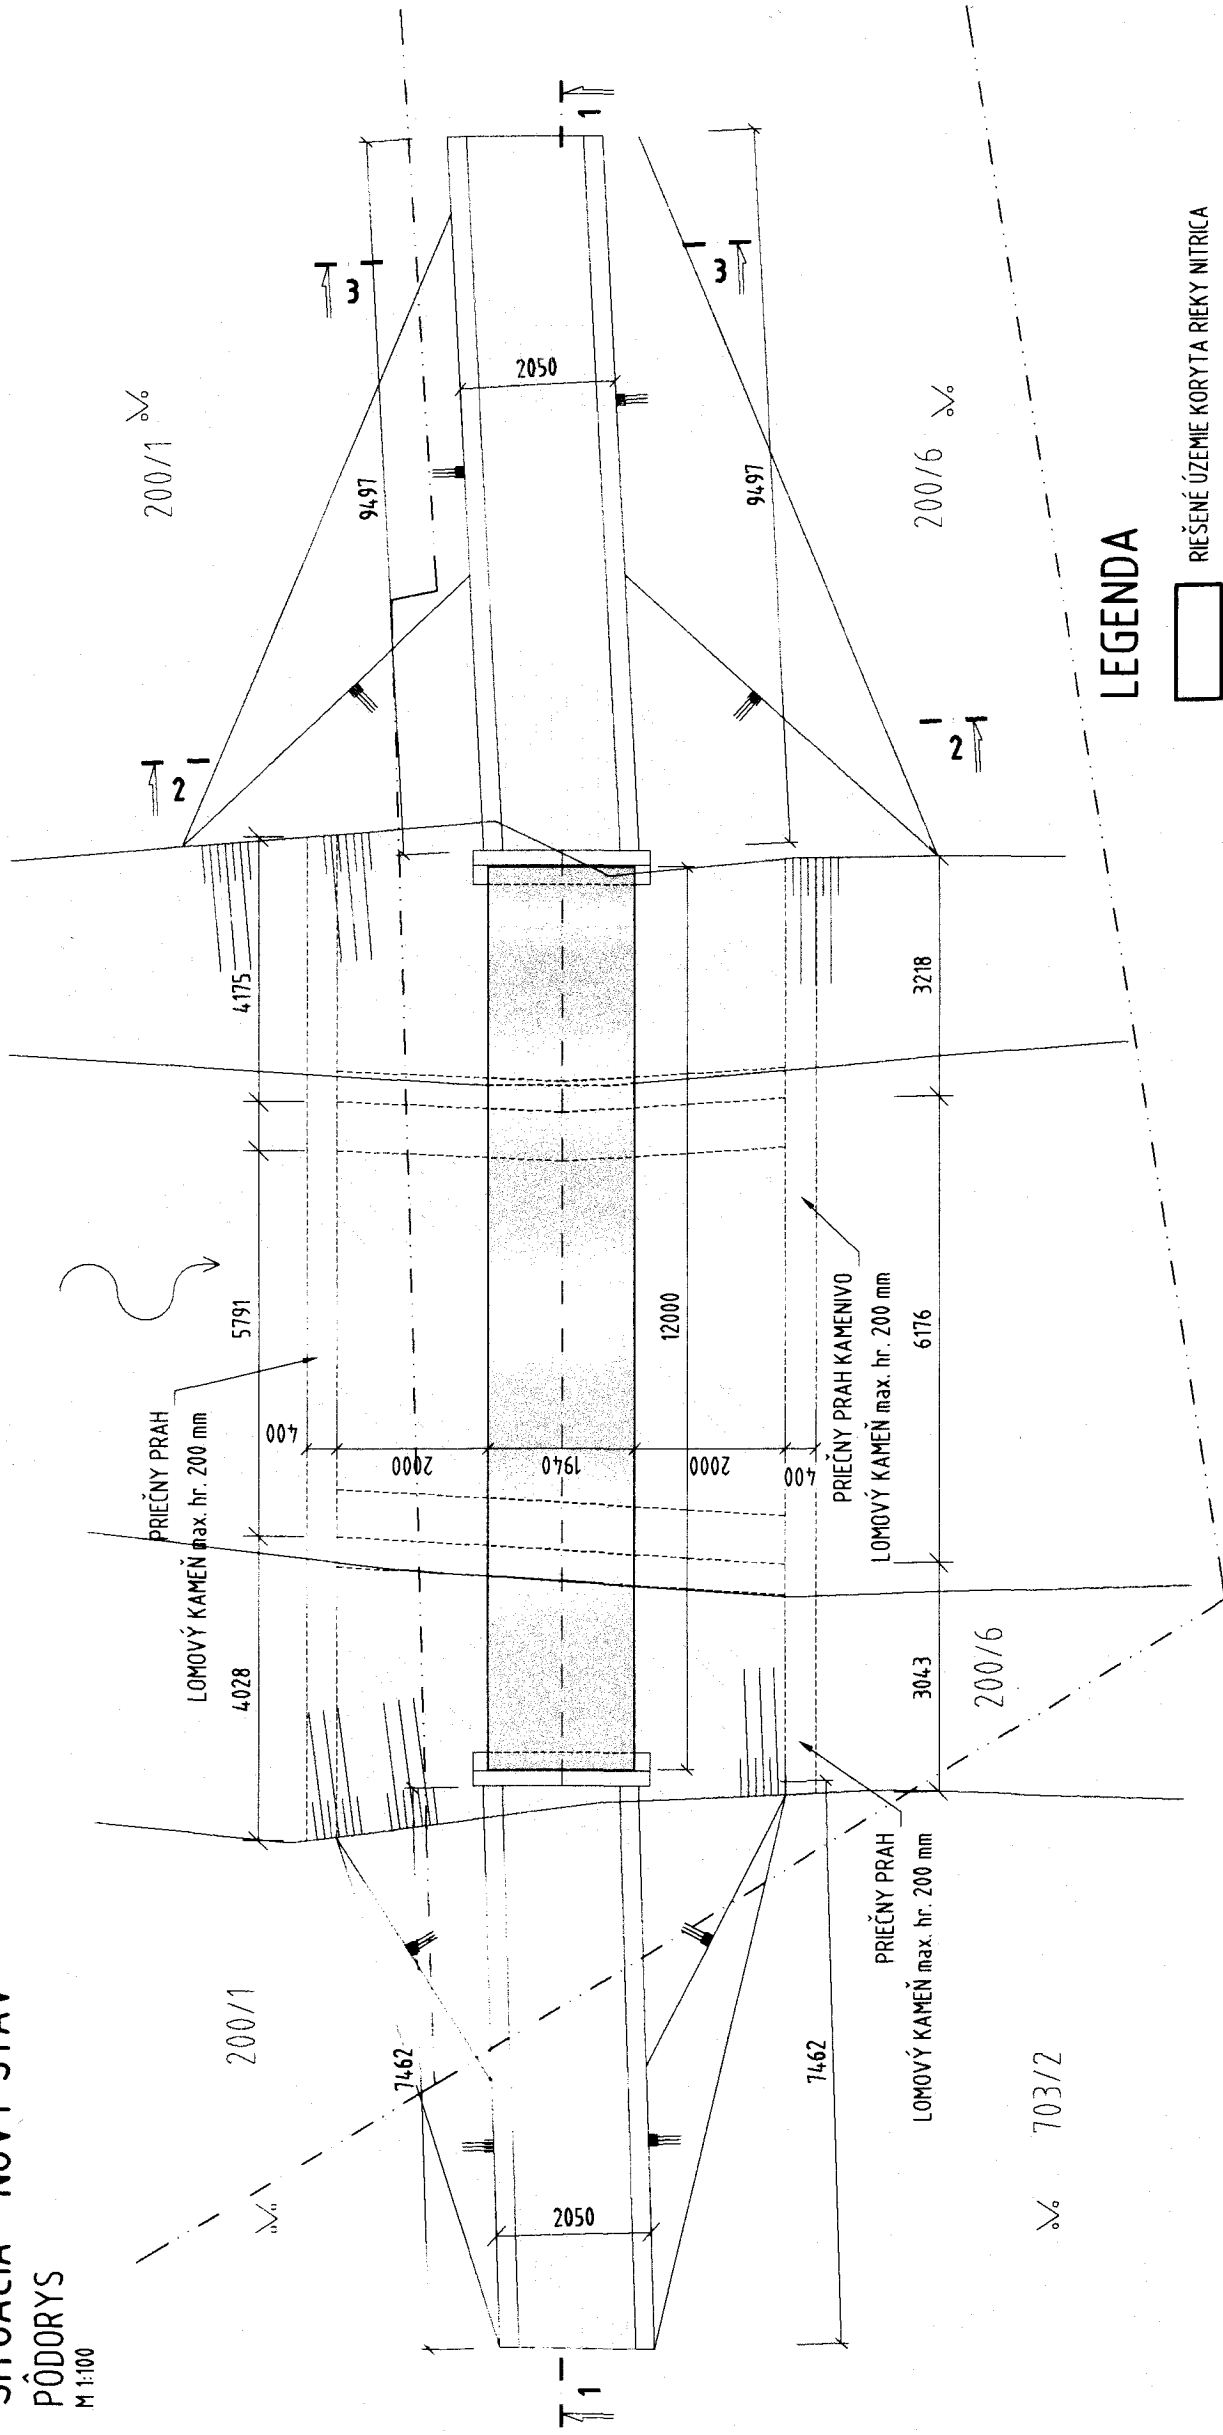 SITUÁCIA NOVÝ STAV
PÔDORYS
M 1:100
200/1
200/1
PRIEČNY PRAH
LOMOVÝ KAMEŇ max. hr. 200 mm
4028
5791
4175
400
2000
1940
2000
400
12000
7462
7462
2050
9497
9497
2050
1
1
2
2
3
3
PRIEČNY PRAH KAMENIVO
LOMOVÝ KAMEŇ max. hr. 200 mm
PRIEČNY PRAH
LOMOVÝ KAMEŇ max. hr. 200 mm
3043
6176
3218
200/6
200/6
703/2
LEGENDA
RIEŠENÉ ÚZEMIE KORYTA RIEKY NITRICA